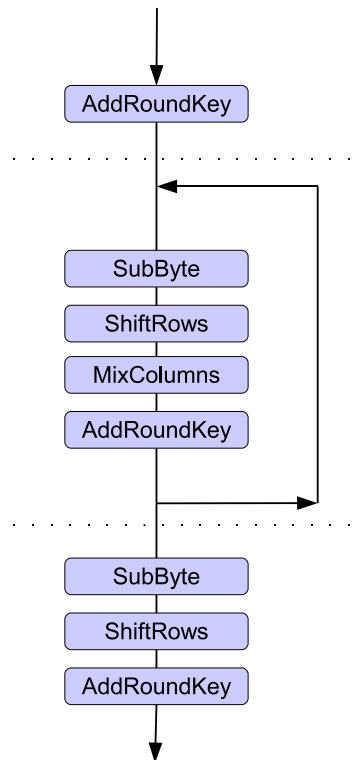 AddRoundKey
SubByte
ShiftRows
MixColumns
AddRoundKey
SubByte
ShiftRows
AddRoundKey